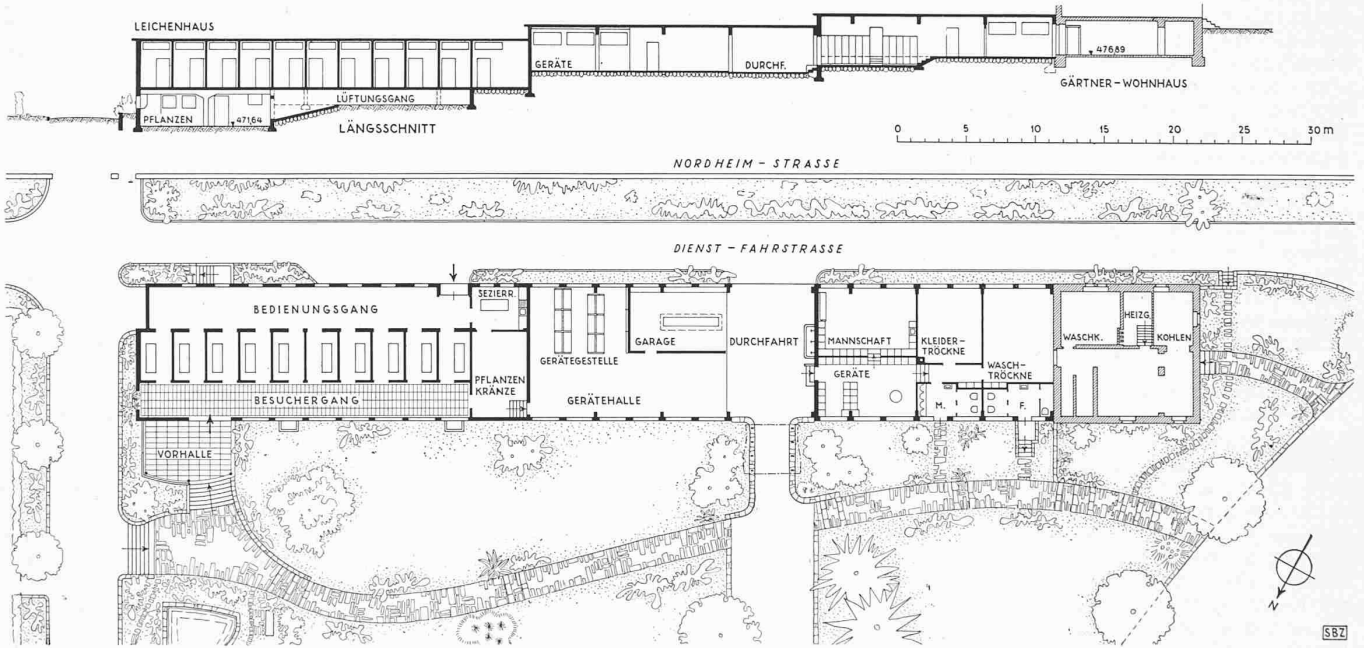 LEICHENHAUS
GERÄTE
DURCHF.
476,89
GÄRTNER-WOHNHAUS
PFLANZEN
471,64
LÜFTUNGSGANG
LÄNGSSCHNITT
0 5 10 15 20 25 30 m
NORDHEIM - STRASSE
DIENST - FAHRSTRASSE
BEDIENUNGSGANG
SEZIERR.
GERÄTEGESTELLE
GARAGE
DURCHFAHRT
MANNSCHAFT
KLEIDER-
TRÖCKNE
WASCH-
TRÖCKNE
WASCHK.
HEIZG.
KOHLEN
PFLANZEN
KRÄNZE
GERÄTEHALLE
GERÄTE
M.
F.
BESUCHERGANG
VORHALLE
N
SBZ